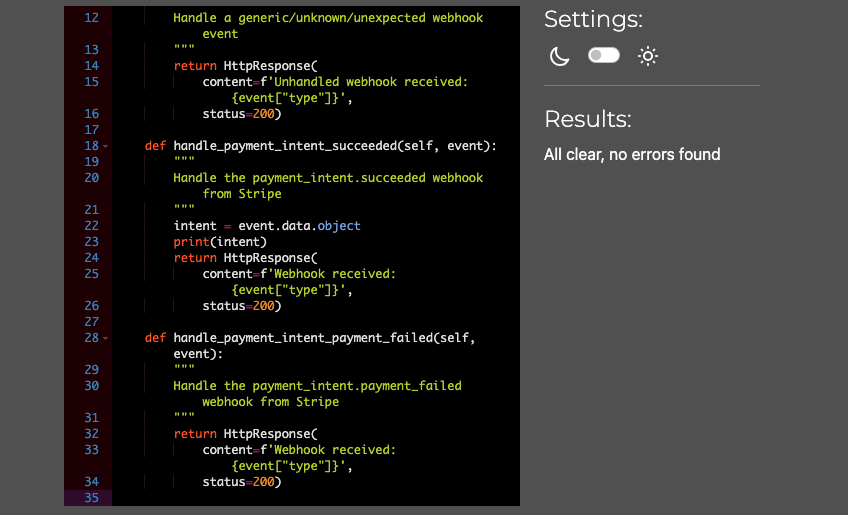 12 Handle a generic/unknown/unexpected webhook
event
13 """
14 return HttpResponse(
15 content=f'Unhandled webhook received:
{event["type"]}',
16 status=200)
17
18 def handle_payment_intent_succeeded(self, event):
19 """
20 Handle the payment_intent.succeeded webhook
from Stripe
21 """
22 intent = event.data.object
23 print(intent)
24 return HttpResponse(
25 content=f'Webhook received:
{event["type"]}',
26 status=200)
27
28 def handle_payment_intent_payment_failed(self,
event):
29 """
30 Handle the payment_intent.payment_failed
webhook from Stripe
31 """
32 return HttpResponse(
33 content=f'Webhook received:
{event["type"]}',
34 status=200)
35
Settings:
Results:
All clear, no errors found